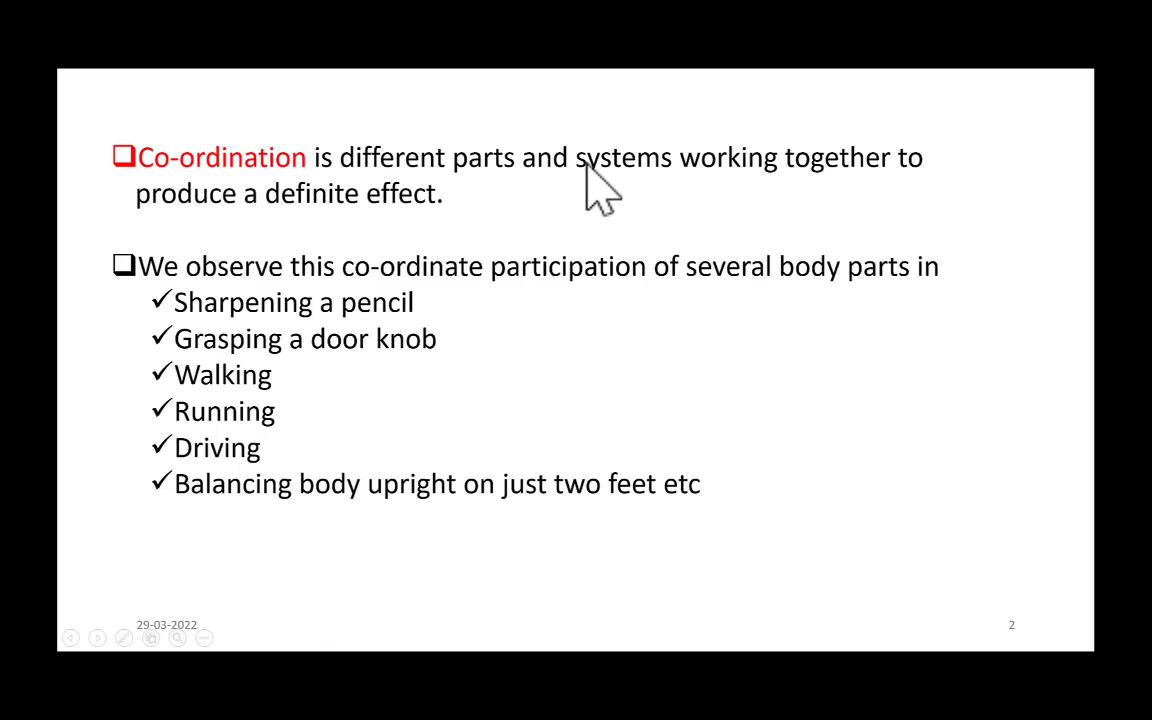 ❑Co-ordination is different parts and systems working together to
produce a definite effect.
❑We observe this co-ordinate participation of several body parts in
✓Sharpening a pencil
✓Grasping a door knob
✓Walking
✓Running
✓Driving
✓Balancing body upright on just two feet etc
29-03-2022
2